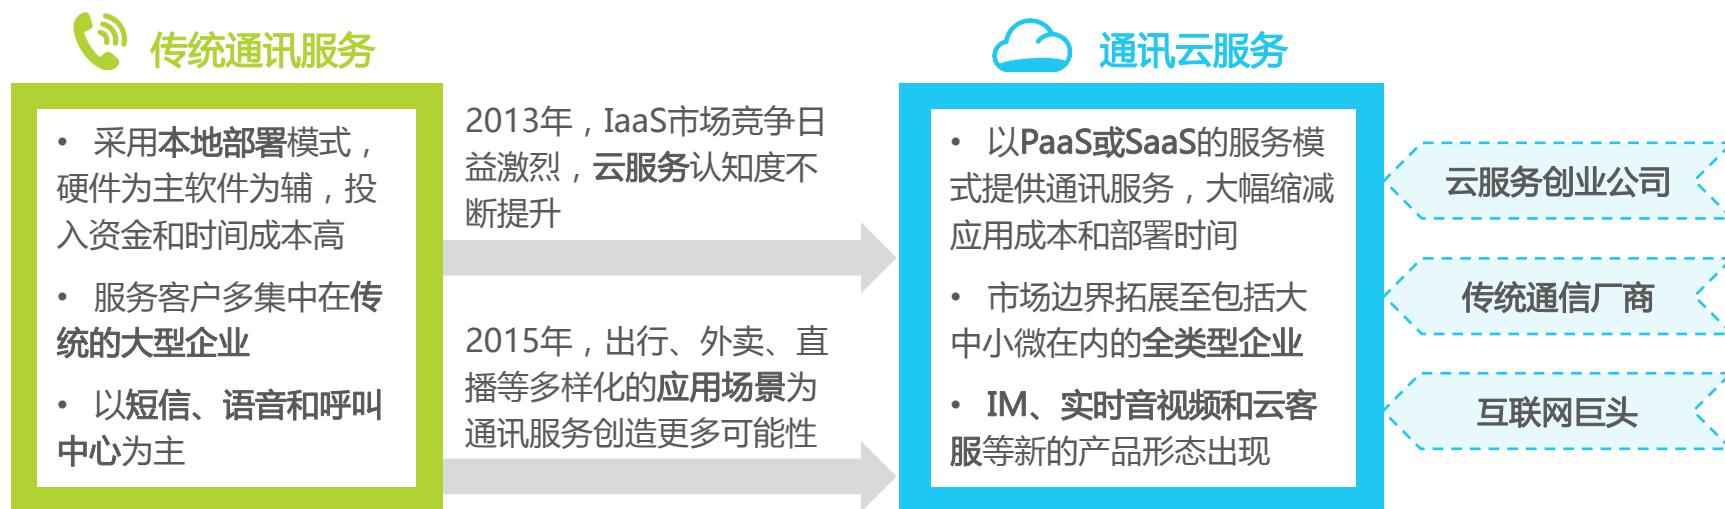 传统通讯服务
• 采用本地部署模式，
硬件为主软件为辅，投
入资金和时间成本高
• 服务客户多集中在传
统的大型企业
• 以短信、语音和呼叫
中心为主
2013年，IaaS市场竞争日
益激烈，云服务认知度不
断提升
2015年，出行、外卖、直
播等多样化的应用场景为
通讯服务创造更多可能性
通讯云服务
• 以PaaS或SaaS的服务模
式提供通讯服务，大幅缩减
应用成本和部署时间
• 市场边界拓展至包括大
中小微在内的全类型企业
• IM、实时音视频和云客
服等新的产品形态出现
云服务创业公司
传统通信厂商
互联网巨头